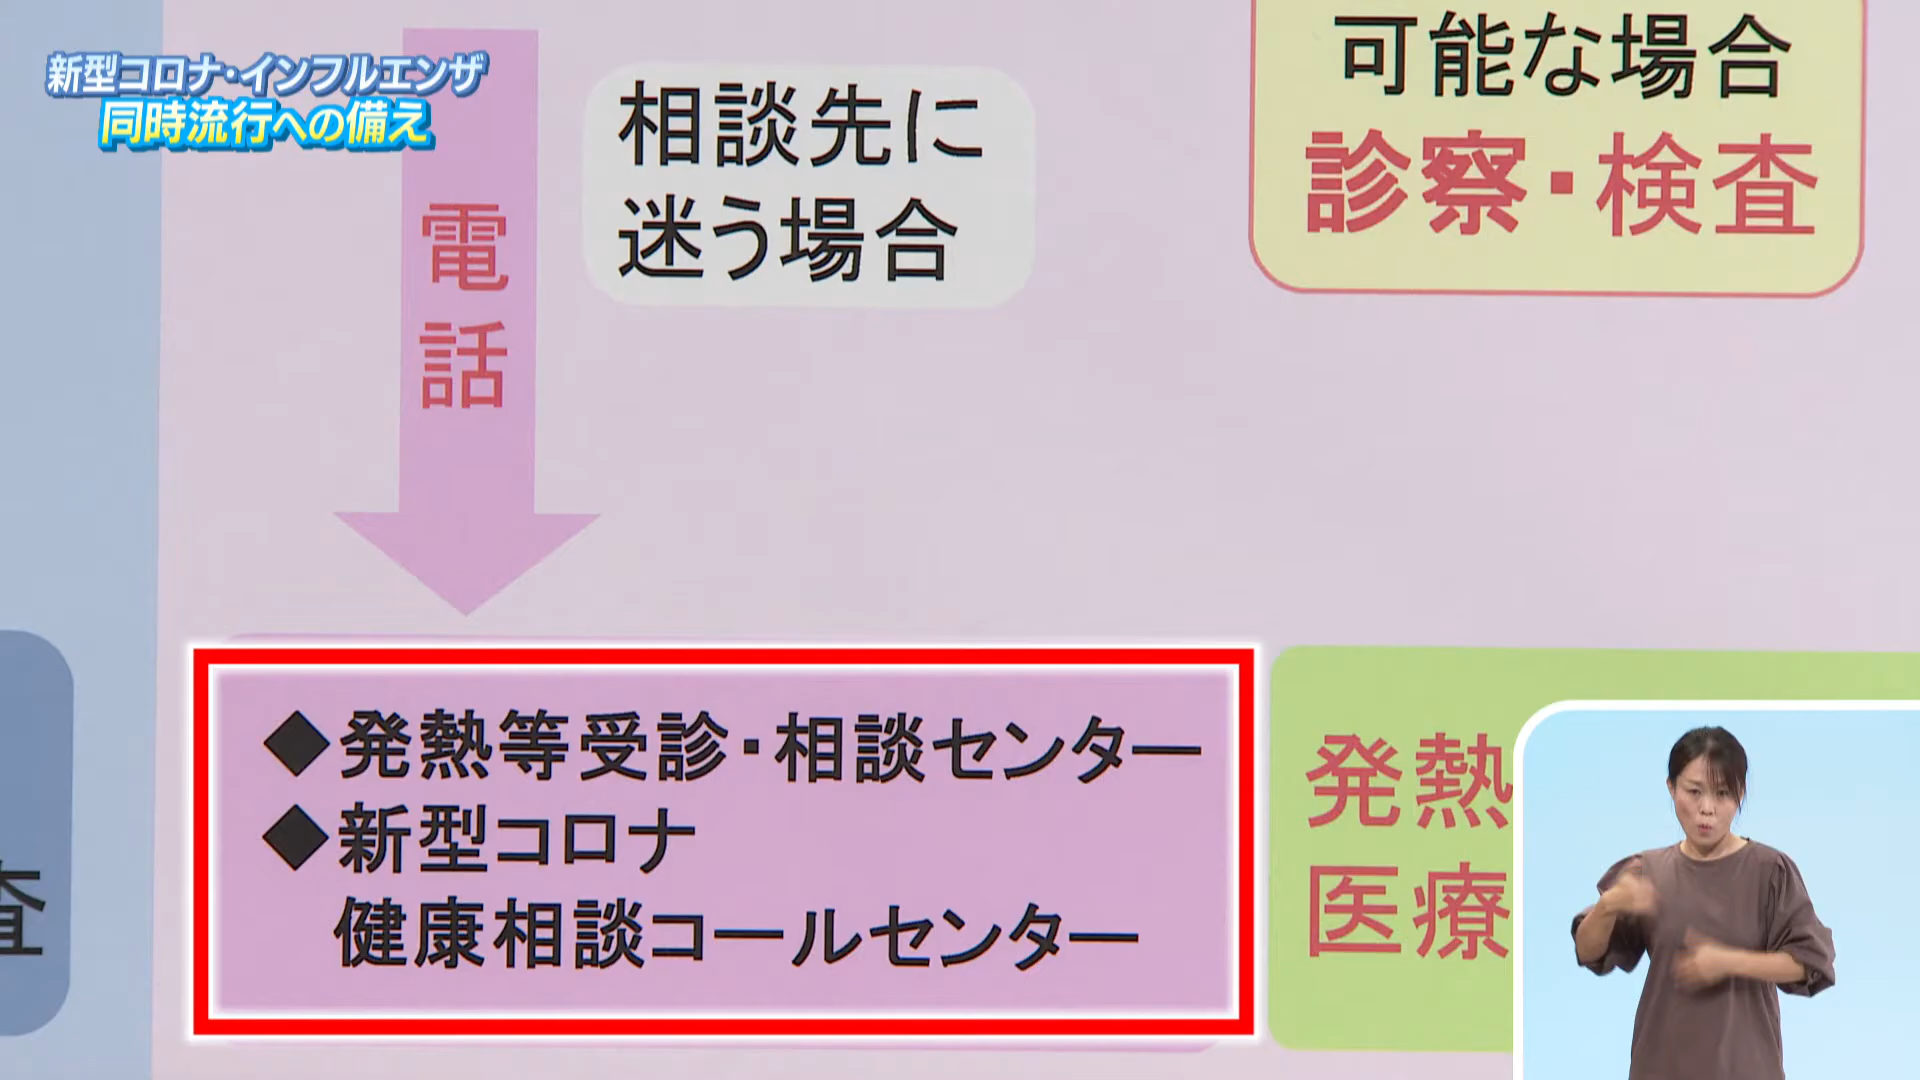 新型コロナ・インフルエンザ
同時流行への備え
電話
相談先に
迷う場合
可能な場合
診察・検査
◆発熱等受診・相談センター
◆新型コロナ
健康相談コールセンター
発熱
医療
査